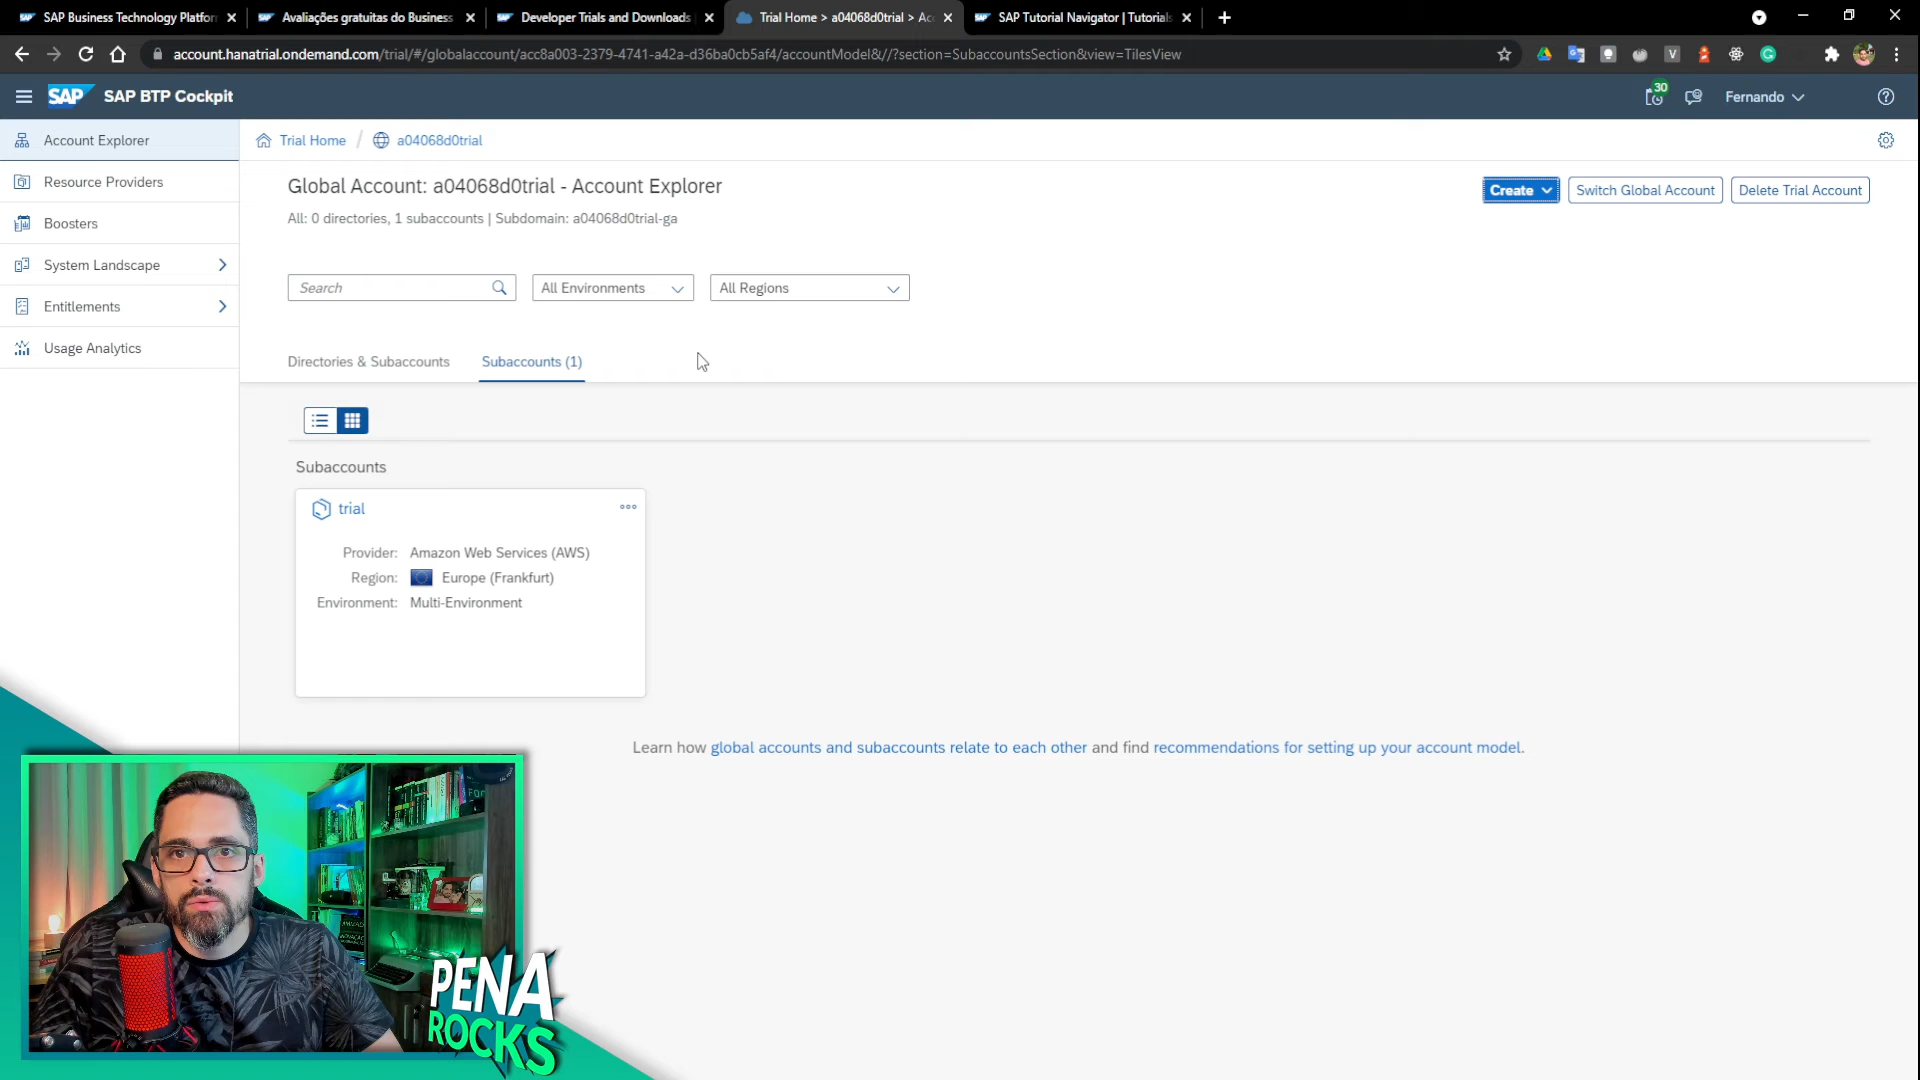 SAP Business Technology Platfor
Avaliações gratuitas do Business
Developer Trials and Downloads
Trial Home > a04068d0trial > Acc
SAP Tutorial Navigator | Tutorials
account.hanatrial.ondemand.com/trial/#/globalaccount/acc8a003-2379-4741-a42a-d36ba0cb5af4/accountModel&//?section=SubaccountsSection&view=TilesView
SAP SAP BTP Cockpit
30
Fernando
Account Explorer
Resource Providers
Boosters
System Landscape
Entitlements
Usage Analytics
Trial Home / a04068d0trial
Global Account: a04068d0trial - Account Explorer
All: 0 directories, 1 subaccounts | Subdomain: a04068d0trial-ga
Create
Switch Global Account
Delete Trial Account
Search
All Environments
All Regions
Directories & Subaccounts
Subaccounts (1)
Subaccounts
trial
Provider: Amazon Web Services (AWS)
Region: Europe (Frankfurt)
Environment: Multi-Environment
Learn how global accounts and subaccounts relate to each other and find recommendations for setting up your account model.
PENA
ROCKS